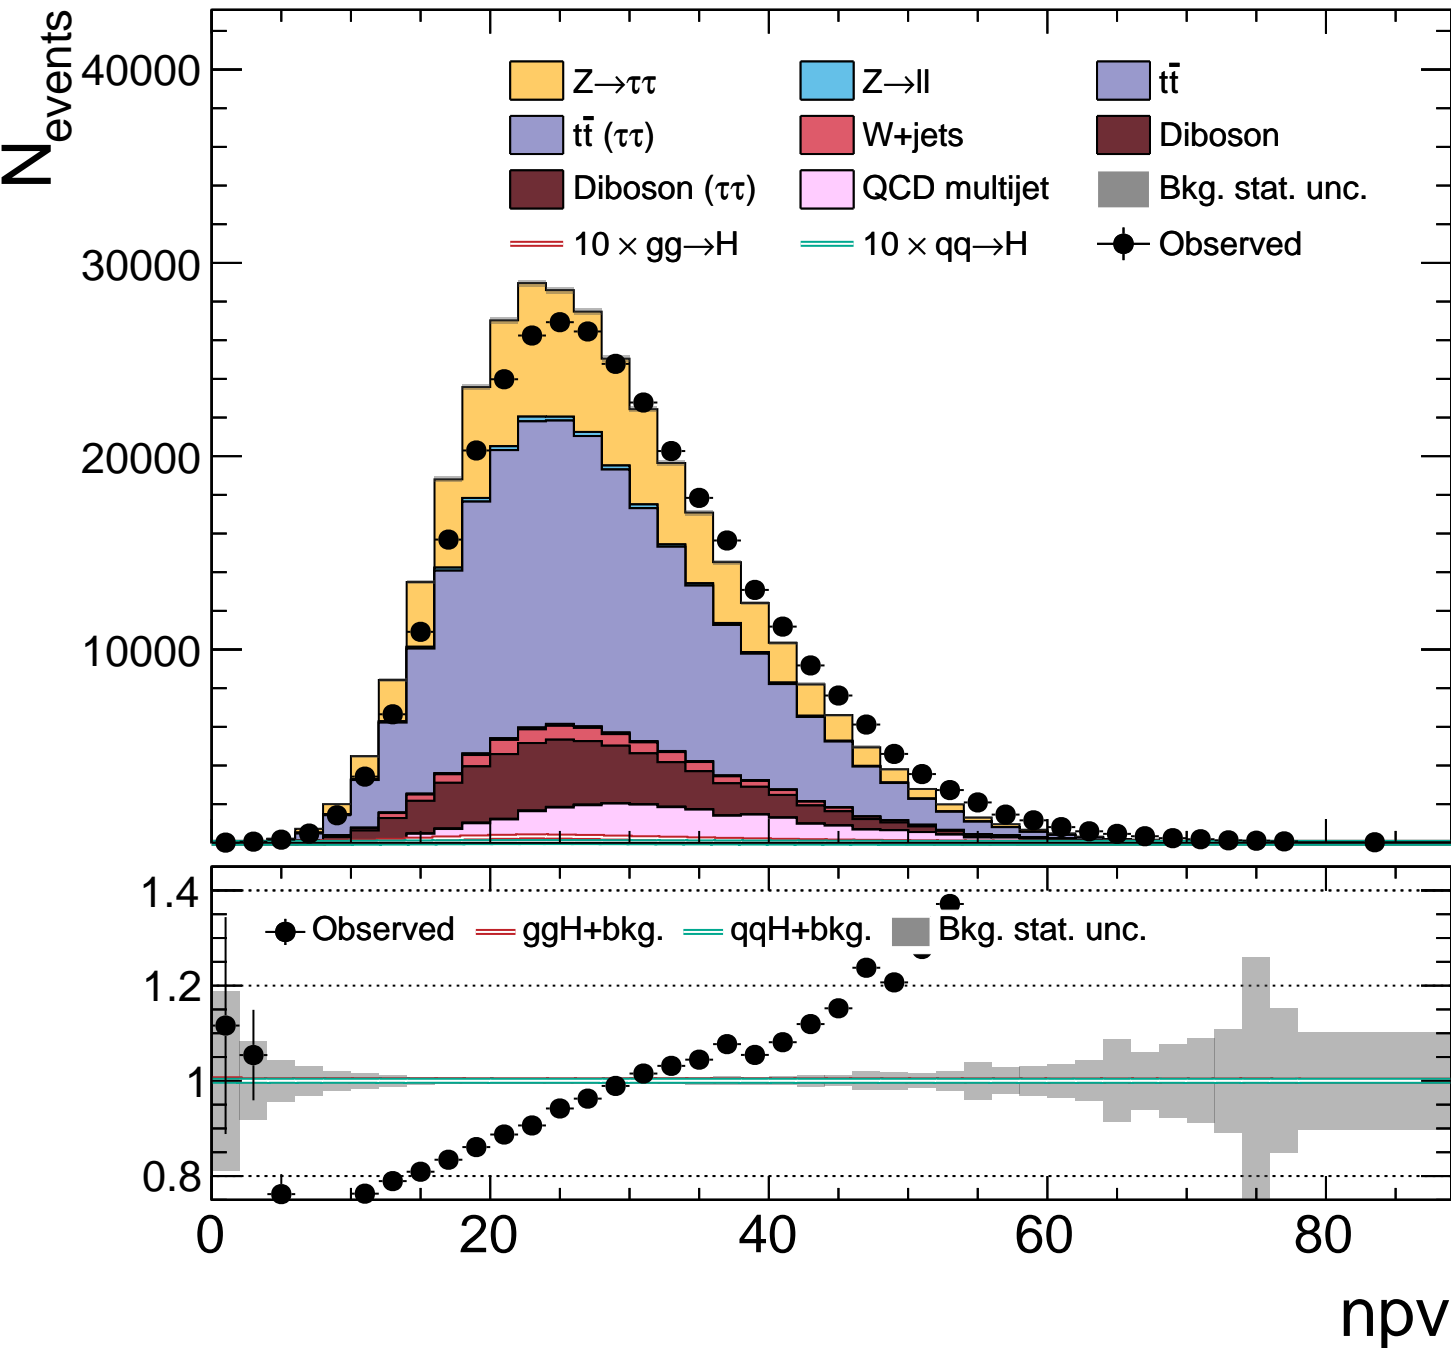 N_events
40000
30000
20000
10000
Z→ττ
Z→ll
tt̄
tt̄ (ττ)
W+jets
Diboson
Diboson (ττ)
QCD multijet
Bkg. stat. unc.
10 × gg→H
10 × qq→H
Observed
1.4
1.2
1
0.8
Observed
ggH+bkg.
qqH+bkg.
Bkg. stat. unc.
0
20
40
60
80
npv